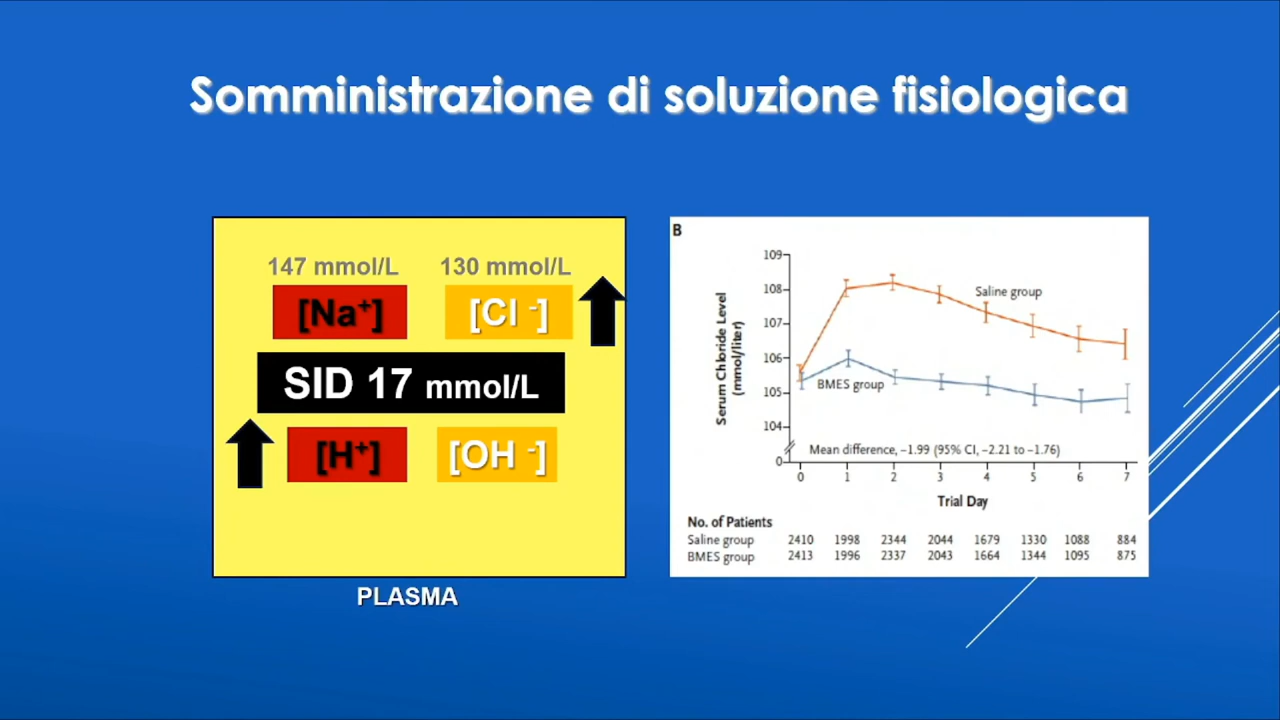 Somministrazione di soluzione fisiologica
147 mmol/L 130 mmol/L
[Na+] [Cl -]
SID 17 mmol/L
[H+] [OH -]
PLASMA
B
Serum Chloride Level
(mmol/liter)
109
108
107
106
105
104
0
Saline group
BMES group
Mean difference, −1.99 (95% CI, −2.21 to −1.76)
0 1 2 3 4 5 6 7
Trial Day
No. of Patients
Saline group 2410 1998 2344 2044 1679 1330 1088 884
BMES group 2413 1996 2337 2043 1664 1344 1095 875